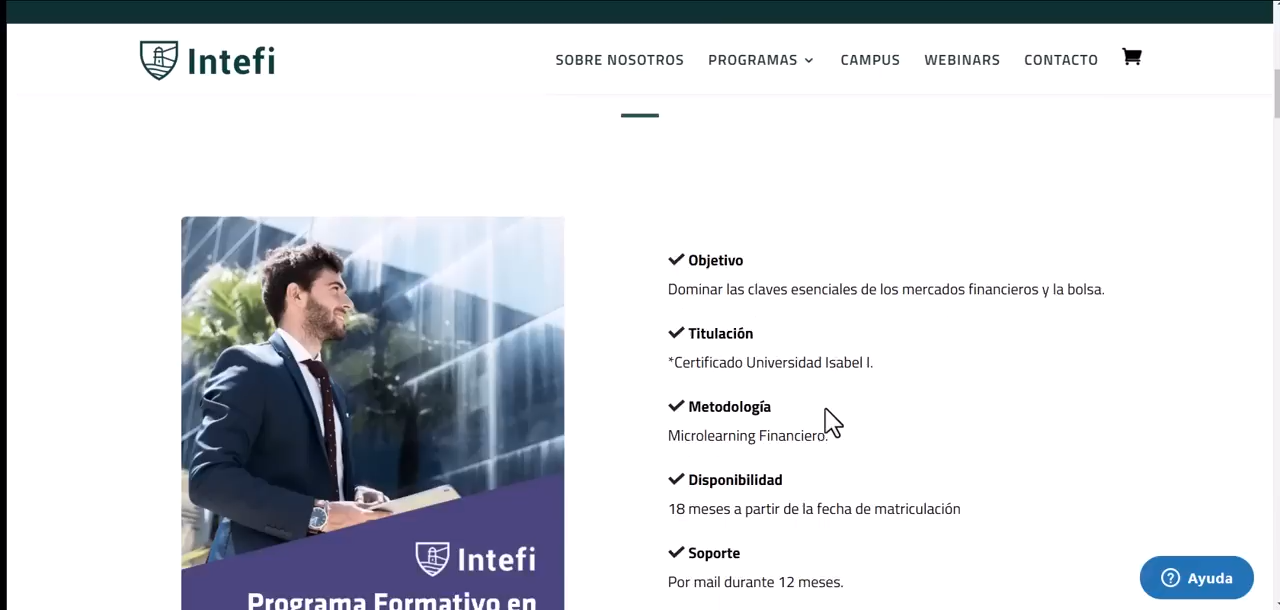 Intefi
SOBRE NOSOTROS PROGRAMAS CAMPUS WEBINARS CONTACTO
Objetivo
Dominar las claves esenciales de los mercados financieros y la bolsa.
Titulación
*Certificado Universidad Isabel I.
Metodología
Microlearning Financiero.
Disponibilidad
18 meses a partir de la fecha de matriculación
Soporte
Por mail durante 12 meses.
Intefi
Programa Formativo en
Ayuda